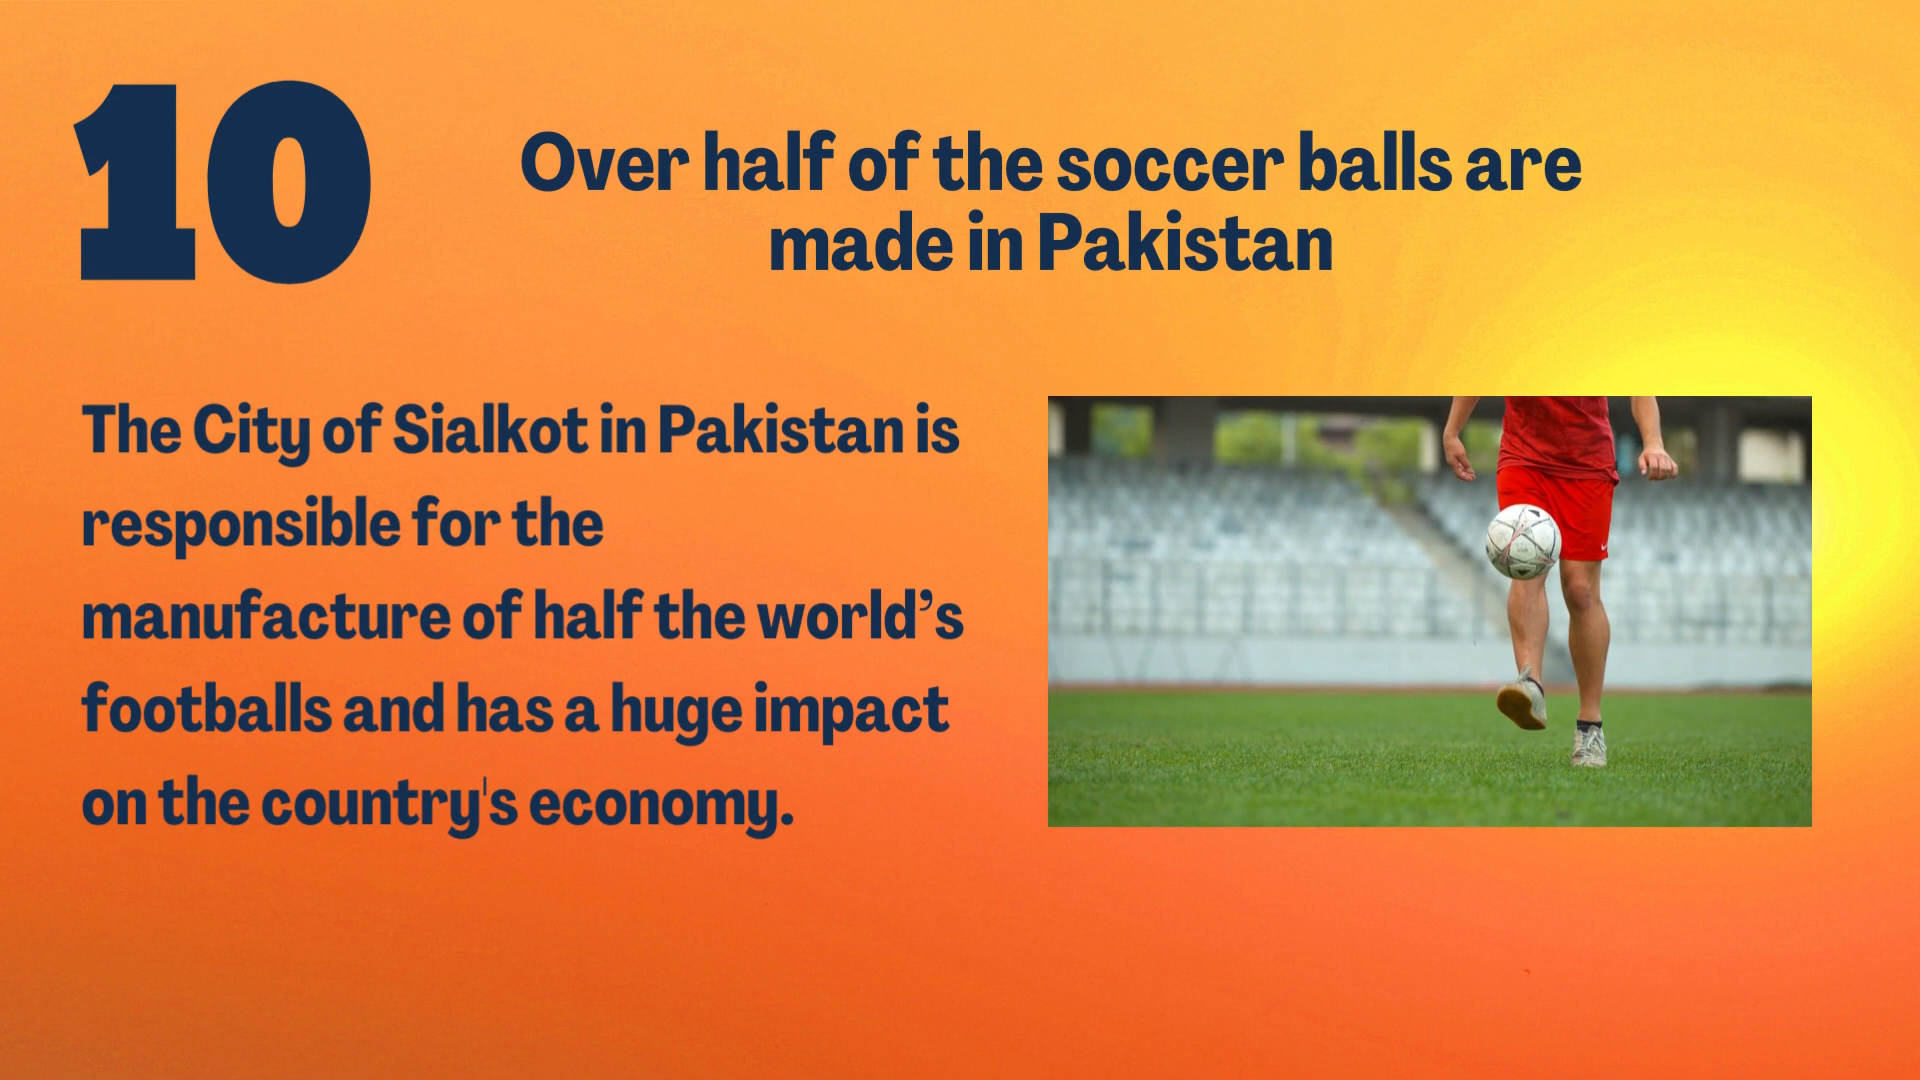 10
Over half of the soccer balls are
made in Pakistan
The City of Sialkot in Pakistan is
responsible for the
manufacture of half the world’s
footballs and has a huge impact
on the country's economy.